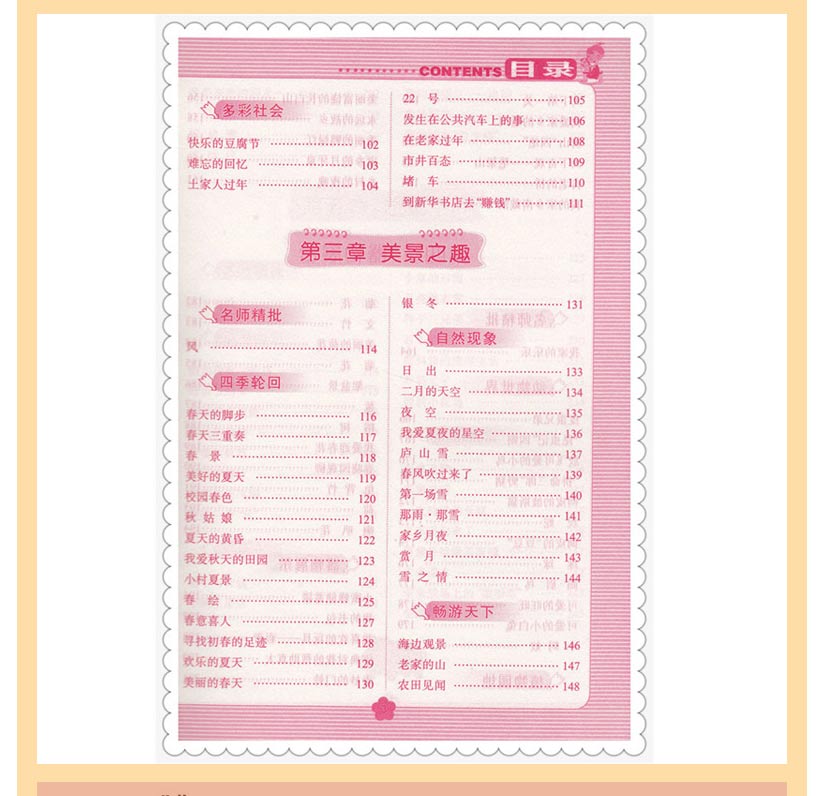 CONTENTS 目录
多彩社会
快乐的豆腐节 102
难忘的回忆 103
土家人过年 104
22 号 105
发生在公共汽车上的事 106
在老家过年 108
市井百态 109
堵 车 110
到新华书店去“赚钱” 111
第三章 美景之趣
名师精批
风 114
四季轮回
春天的脚步 116
春天三重奏 117
春 景 118
美好的夏天 119
校园春色 120
秋 姑 娘 121
夏天的黄昏 122
我爱秋天的田园 123
小村夏景 124
春 绘 125
春意喜人 127
寻找初春的足迹 128
欢乐的夏天 129
美丽的春天 130
银 冬 131
自然现象
日 出 133
二月的天空 134
夜 空 135
我爱夏夜的星空 136
庐 山 雪 137
春风吹过来了 139
第一场雪 140
那雨·那雪 141
家乡月夜 142
赏 月 143
雪 之 情 144
畅游天下
海边观景 146
老家的山 147
农田见闻 148